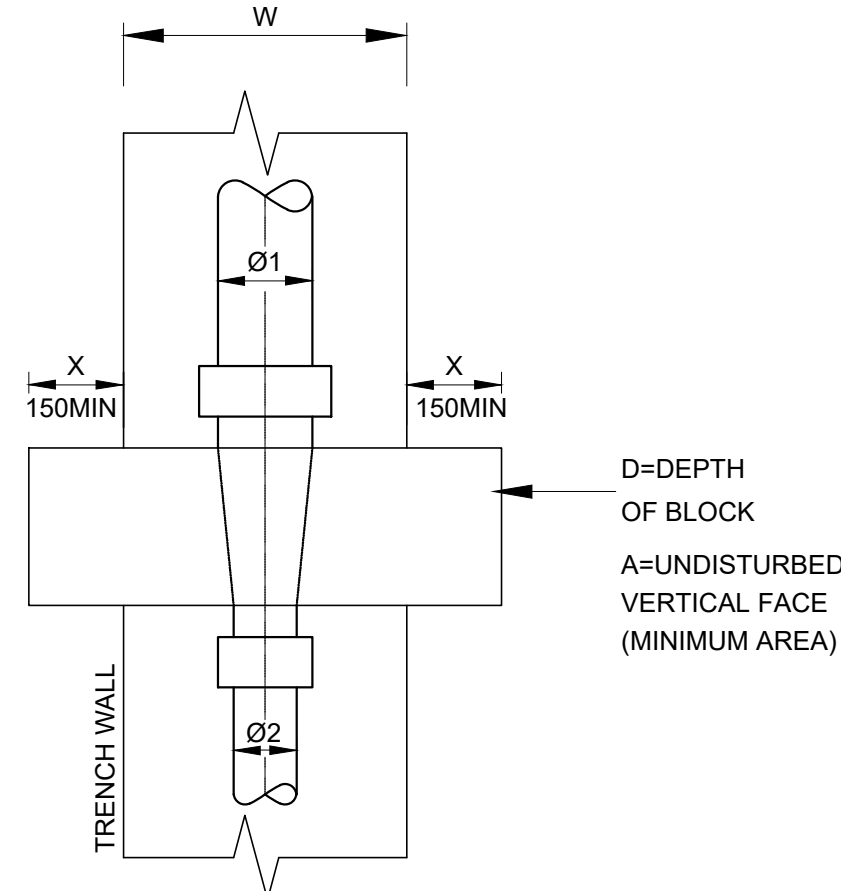 W
Ø1
X
150MIN
X
150MIN
D=DEPTH
OF BLOCK
A=UNDISTURBED
VERTICAL FACE
(MINIMUM AREA)
TRENCH WALL
Ø2